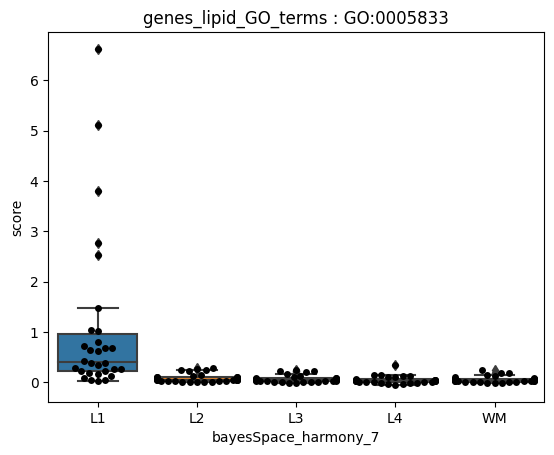 genes_lipid_GO_terms : GO:0005833
6
5
4
3
2
1
0
score
L1 L2 L3 L4 WM
bayesSpace_harmony_7